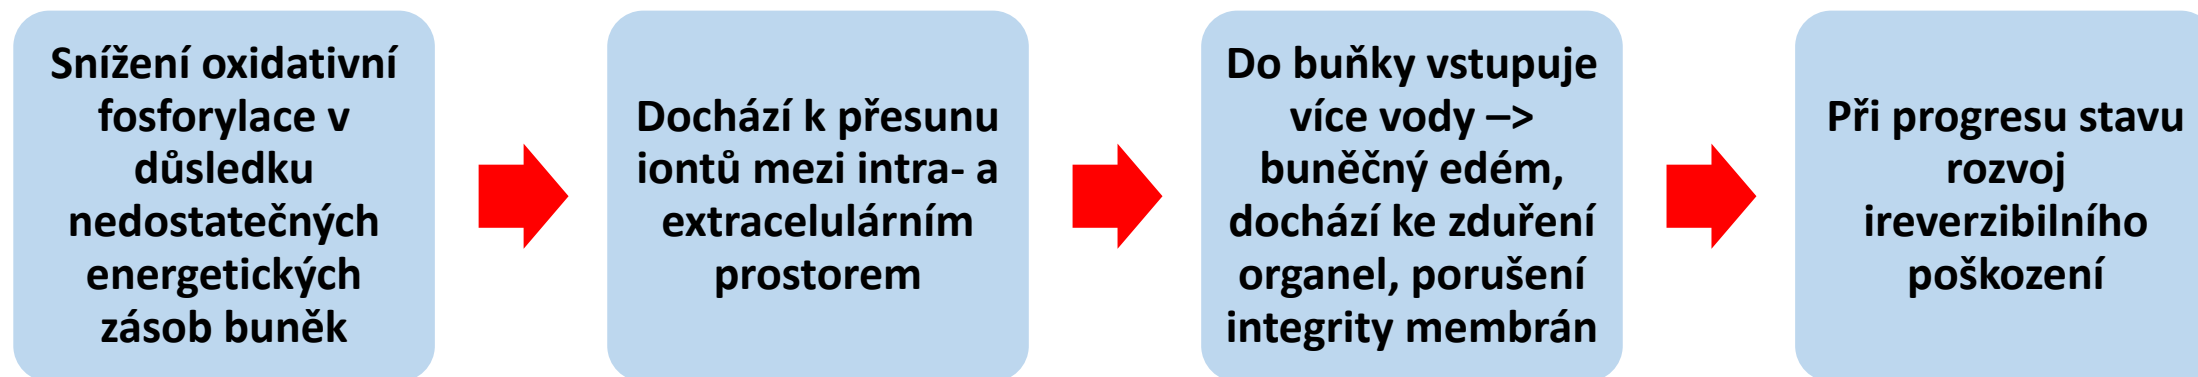 Snížení oxidativní
fosforylace v
důsledku
nedostatečných
energetických
zásob buněk
Dochází k přesunu
iontů mezi intra- a
extracelulárním
prostorem
Do buňky vstupuje
více vody –>
buněčný edém,
dochází ke zduření
organel, porušení
integrity membrán
Při progresu stavu
rozvoj
ireverzibilního
poškození